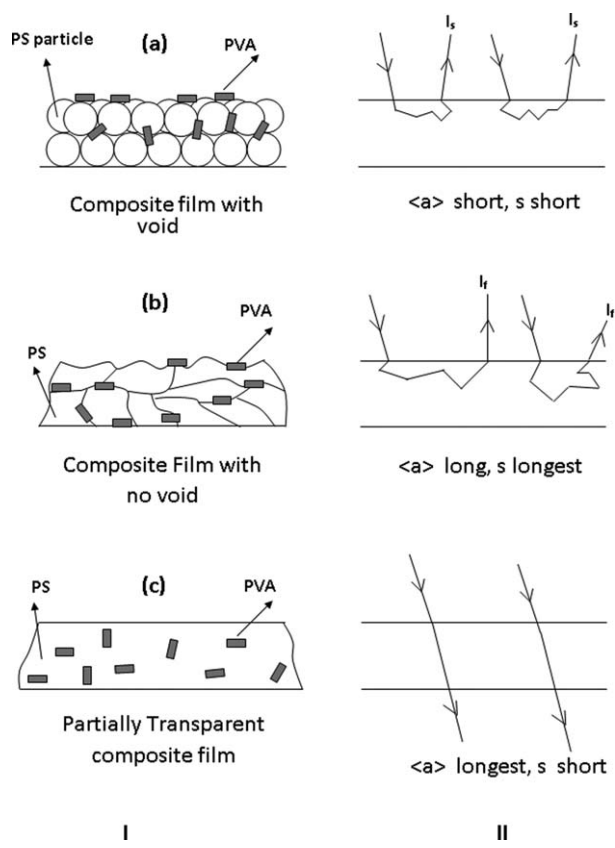 PS particle
(a)
PVA
Composite film with
void
Is
Is
<a> short, s short
(b)
PVA
PS
Composite Film with
no void
If
If
<a> long, s longest
(c)
PS
PVA
Partially Transparent
composite film
<a> longest, s short
I
II